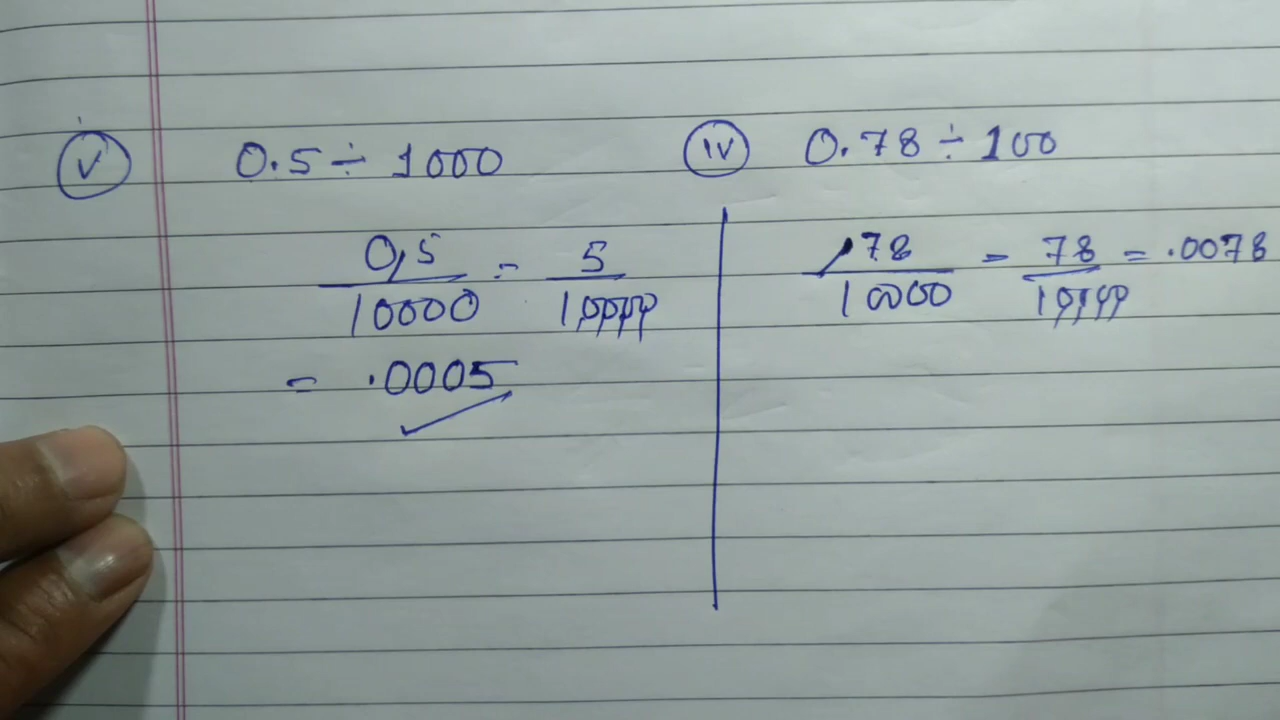 (v) 0.5 ÷ 1000
0.5/10000 = 5/10000
= .0005
(iv) 0.78 ÷ 100
.78/10000 = 78/10000 = .0078